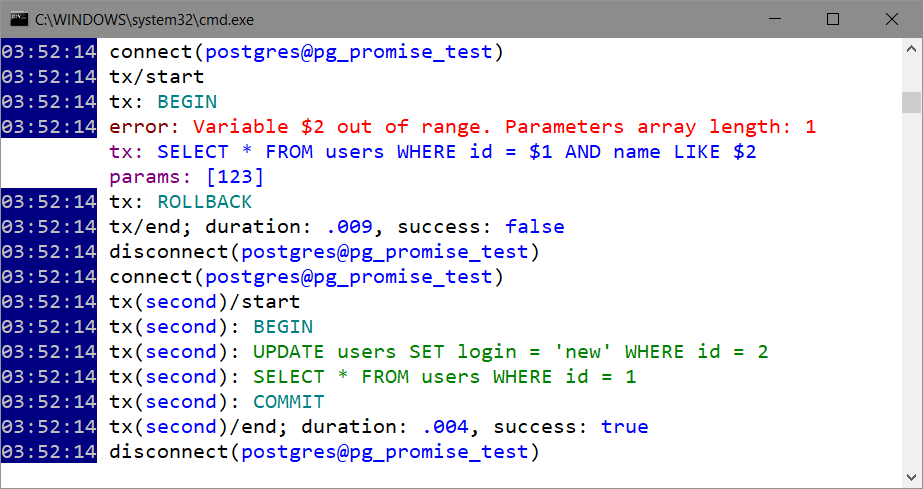 C:\WINDOWS\system32\cmd.exe
03:52:14 connect(postgres@pg_promise_test)
03:52:14 tx/start
03:52:14 tx: BEGIN
03:52:14 error: Variable $2 out of range. Parameters array length: 1
tx: SELECT * FROM users WHERE id = $1 AND name LIKE $2
params: [123]
03:52:14 tx: ROLLBACK
03:52:14 tx/end; duration: .009, success: false
03:52:14 disconnect(postgres@pg_promise_test)
03:52:14 connect(postgres@pg_promise_test)
03:52:14 tx(second)/start
03:52:14 tx(second): BEGIN
03:52:14 tx(second): UPDATE users SET login = 'new' WHERE id = 2
03:52:14 tx(second): SELECT * FROM users WHERE id = 1
03:52:14 tx(second): COMMIT
03:52:14 tx(second)/end; duration: .004, success: true
03:52:14 disconnect(postgres@pg_promise_test)